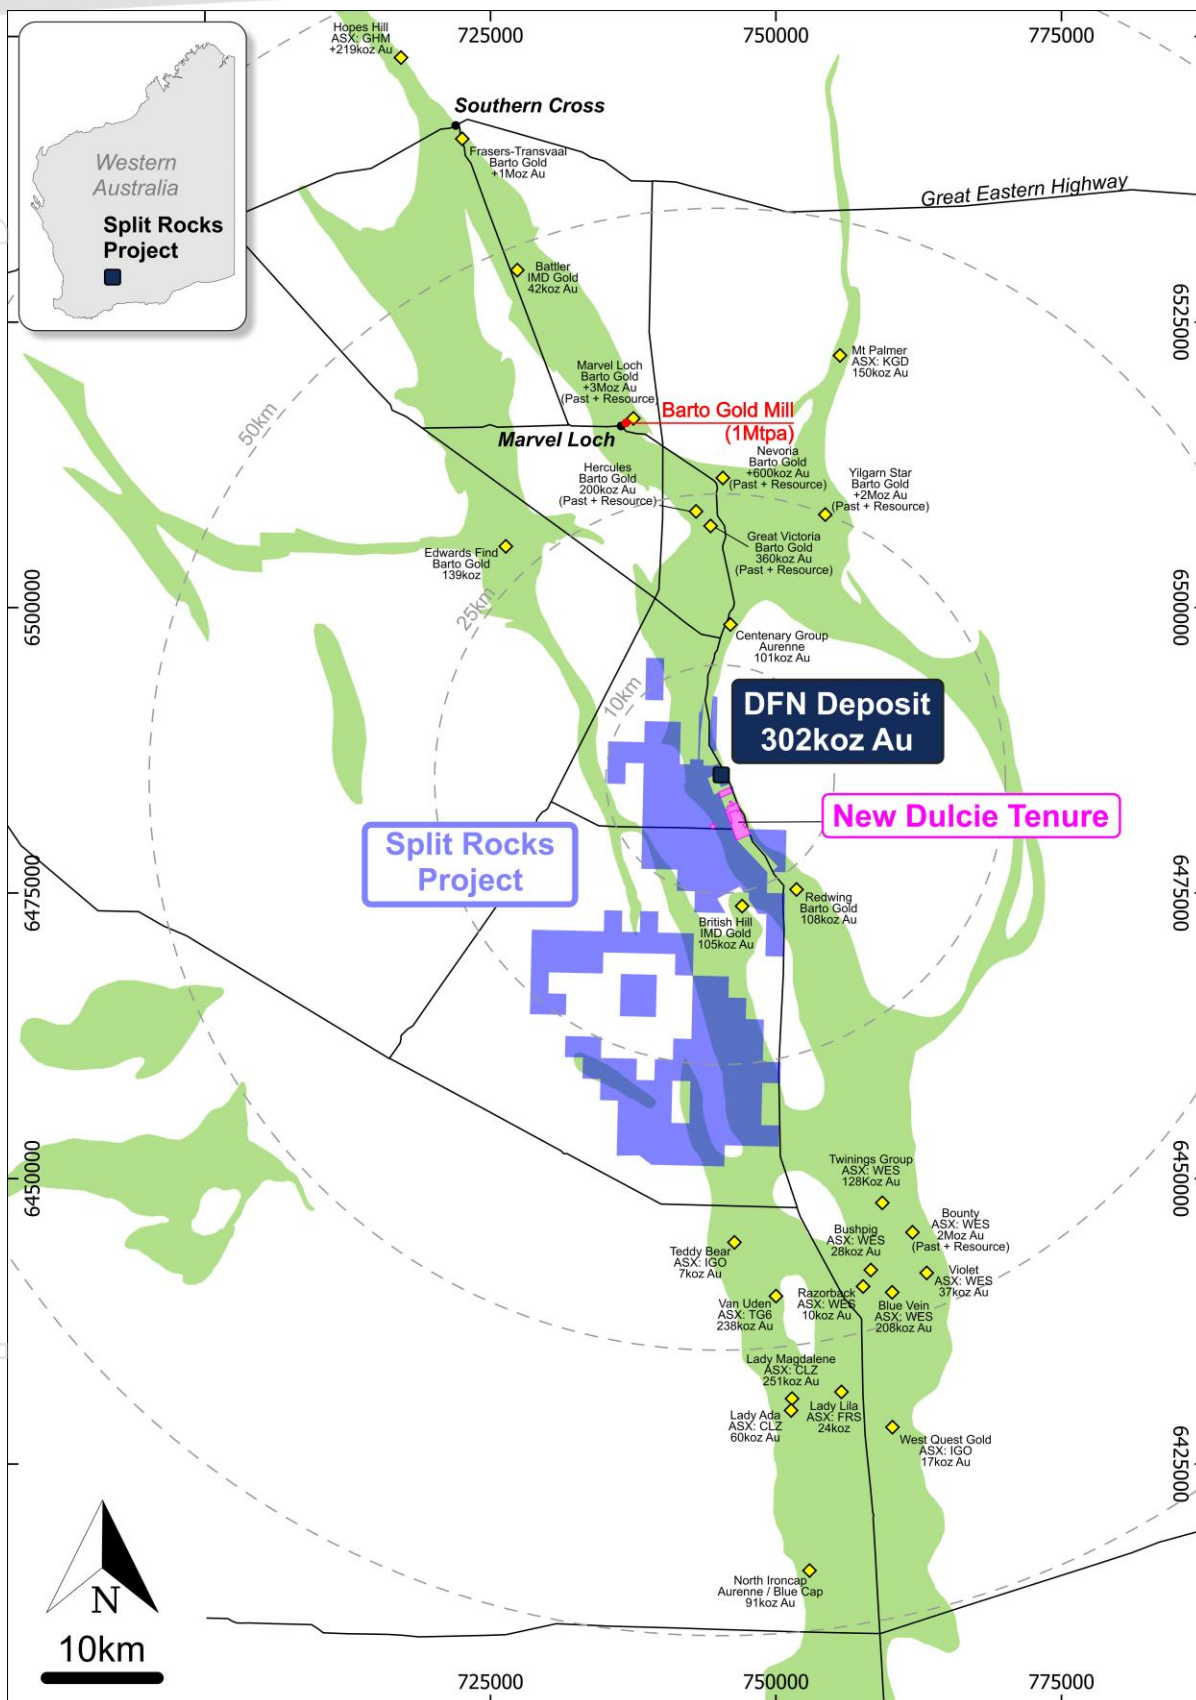 Hopes Hill
ASX: GHM
+219koz Au
725000
750000
775000
Southern Cross
Frasers-Transvaal
Barto Gold
+1Moz Au
Great Eastern Highway
Western
Australia
Split Rocks
Project
Battler
IMD Gold
42koz Au
6525000
Mt Palmer
ASX: KGD
150koz Au
Marvel Loch
Barto Gold
+3Moz Au
(Past + Resource)
Barto Gold Mill
(1Mtpa)
50km
Marvel Loch
Nevoria
Barto Gold
+600koz Au
(Past + Resource)
Hercules
Barto Gold
200koz Au
(Past + Resource)
Yilgarn Star
Barto Gold
+2Moz Au
(Past + Resource)
Great Victoria
Barto Gold
360koz Au
(Past + Resource)
Edwards Find
Barto Gold
139koz
25km
6500000
6500000
Centenary Group
Aurenne
101koz Au
10km
DFN Deposit
302koz Au
New Dulcie Tenure
Split Rocks
Project
6475000
6475000
Redwing
Barto Gold
108koz Au
British Hill
IMD Gold
105koz Au
6450000
6450000
Twinings Group
ASX: WES
128Koz Au
Bounty
ASX: WES
2Moz Au
(Past + Resource)
Bushpig
ASX: WES
28koz Au
Teddy Bear
ASX: IGO
7koz Au
Violet
ASX: WES
37koz Au
Van Uden
ASX: TG6
238koz Au
Razorback
ASX: WES
10koz Au
Blue Vein
ASX: WES
208koz Au
Lady Magdalene
ASX: CLZ
251koz Au
Lady Ada
ASX: CLZ
60koz Au
Lady Lila
ASX: FRS
24koz
West Quest Gold
ASX: IGO
17koz Au
6425000
North Ironcap
Aurenne / Blue Cap
91koz Au
N
10km
725000
750000
775000